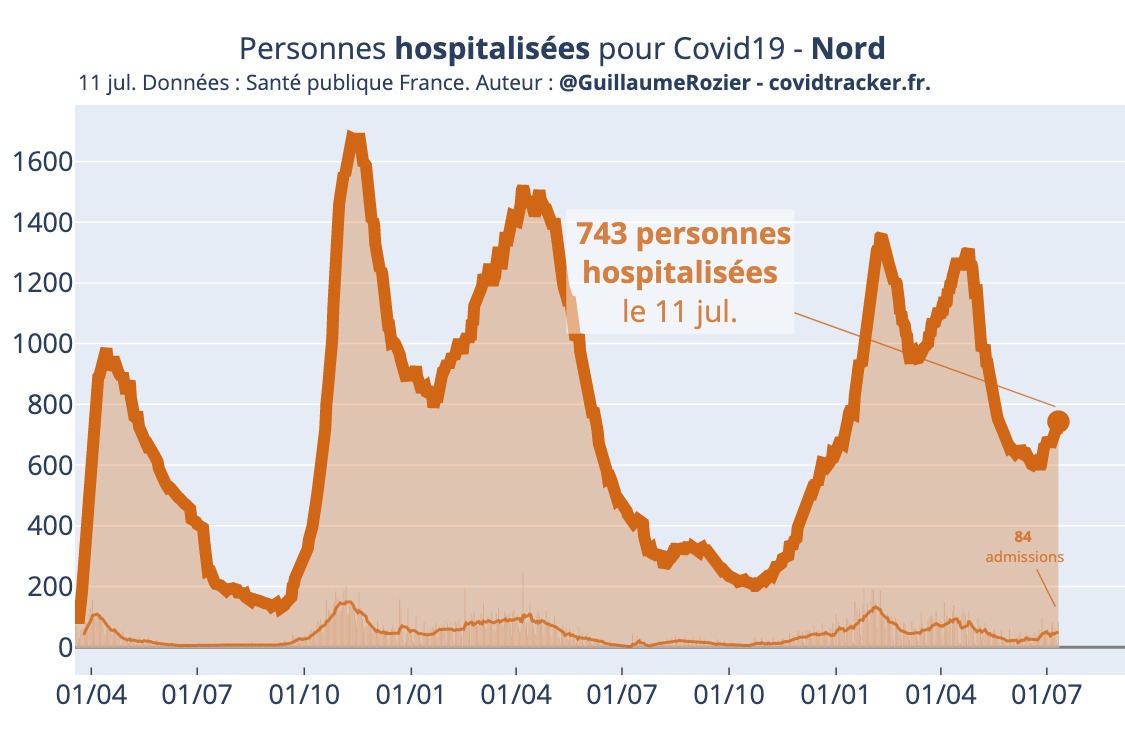 Personnes hospitalisées pour Covid19 - Nord
11 jul. Données : Santé publique France. Auteur : @GuillaumeRozier - covidtracker.fr.
1600
1400
1200
1000
800
600
400
200
0
743 personnes
hospitalisées
le 11 jul.
84
admissions
01/04 01/07 01/10 01/01 01/04 01/07 01/10 01/01 01/04 01/07